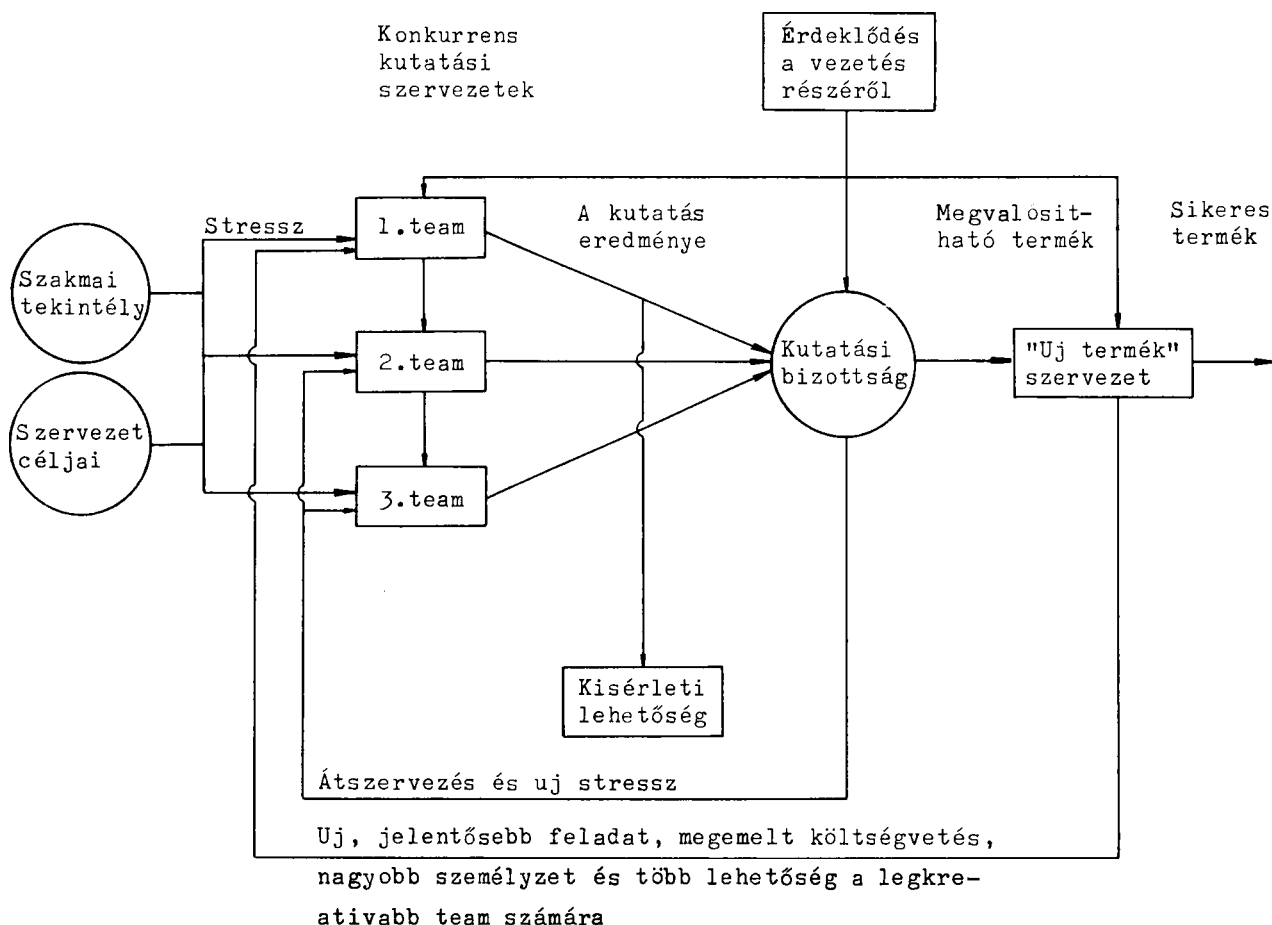 Konkurrens
kutatási
szervezetek
Érdeklődés
a vezetés
részéről
Stressz
1.team
A kutatás
eredménye
Megvalósit-
ható termék
Sikeres
termék
Szakmai
tekintély
2.team
Kutatási
bizottság
"Uj termék"
szervezet
Szervezet
céljai
3.team
Kisérleti
lehetőség
Átszervezés és uj stressz
Uj, jelentősebb feladat, megemelt költségvetés,
nagyobb személyzet és több lehetőség a legkre-
ativabb team számára